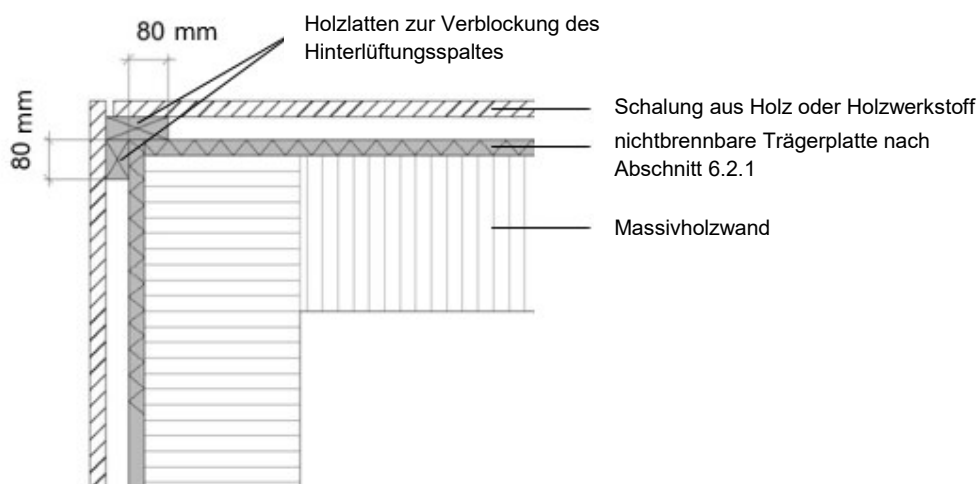 80 mm
Holzlatten zur Verblockung des
Hinterlüftungsspaltes
80 mm
Schalung aus Holz oder Holzwerkstoff
nichtbrennbare Trägerplatte nach
Abschnitt 6.2.1
Massivholzwand